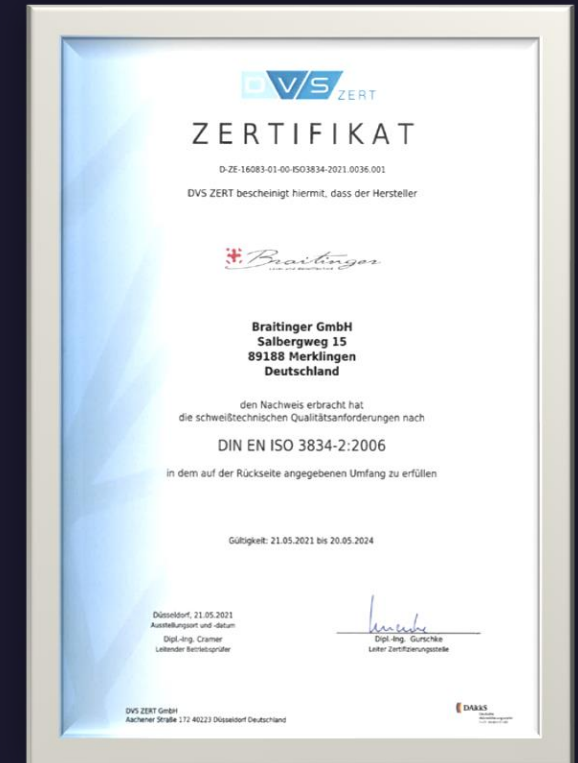 DVS ZERT
ZERTIFIKAT
D-ZE-16083-01-00-ISO3834-2021.0036.001
DVS ZERT bescheinigt hiermit, dass der Hersteller
Braitinger
Braitinger GmbH
Salbergweg 15
89188 Merklingen
Deutschland
den Nachweis erbracht hat
die schweißtechnischen Qualitätsanforderungen nach
DIN EN ISO 3834-2:2006
in dem auf der Rückseite angegebenen Umfang zu erfüllen
Gültigkeit: 21.05.2021 bis 20.05.2024
Düsseldorf, 21.05.2021
Ausstellungsort und -datum
Dipl.-Ing. Cramer
Leitender Betriebsprüfer
Dipl.-Ing. Gurschke
Leiter Zertifizierungsstelle
DVS ZERT GmbH
Aachener Straße 172 40223 Düsseldorf Deutschland
DAkkS